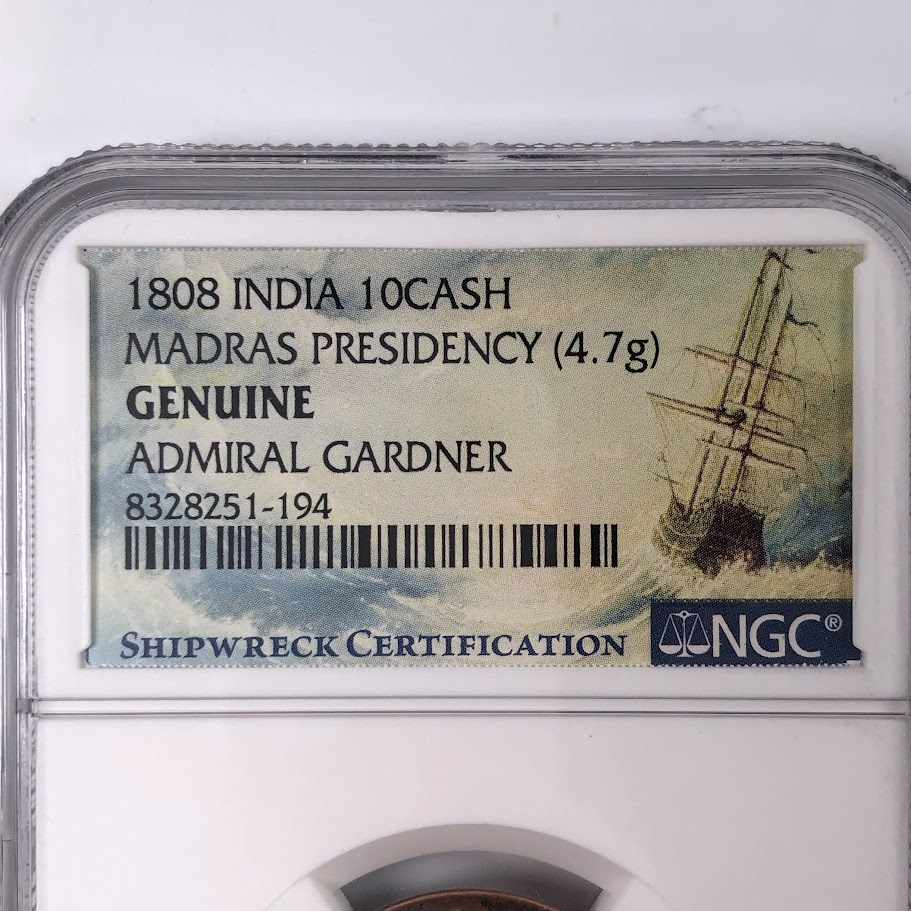 1808 INDIA 10CASH
MADRAS PRESIDENCY (4.7g)
GENUINE
ADMIRAL GARDNER
8328251-194
SHIPWRECK CERTIFICATION
NGC®